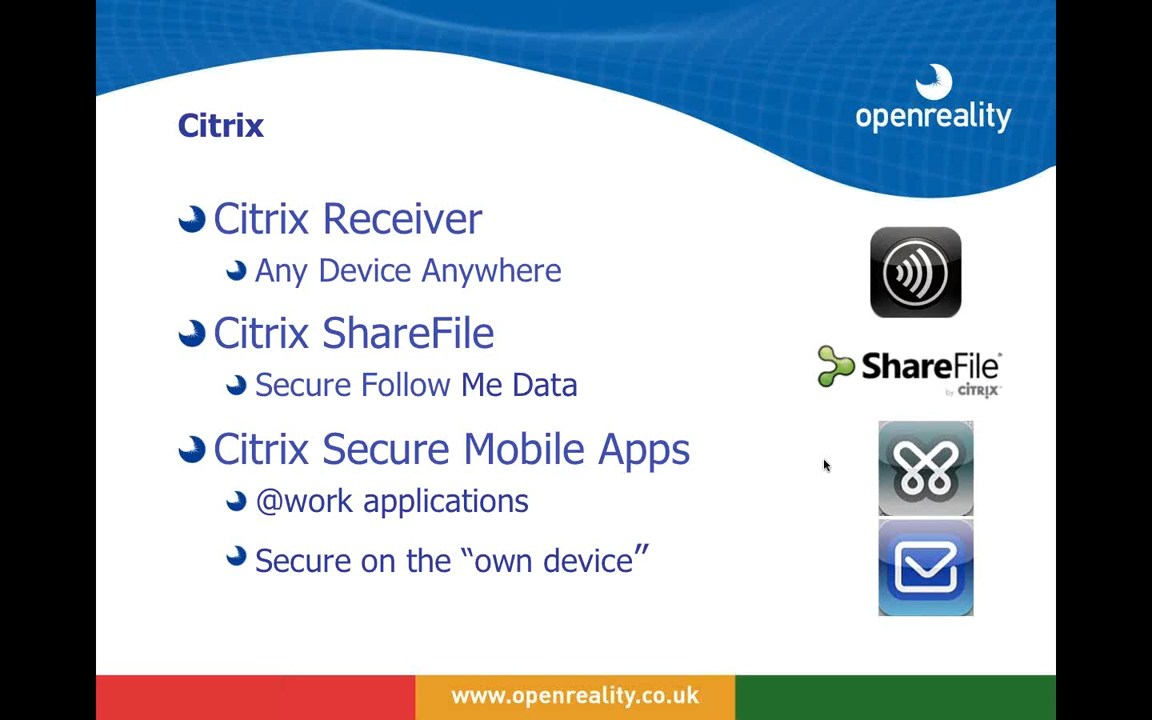 openreality
Citrix
Citrix Receiver
Any Device Anywhere
Citrix ShareFile
Secure Follow Me Data
Citrix Secure Mobile Apps
@work applications
Secure on the “own device”
ShareFile®
by CITRIX
www.openreality.co.uk